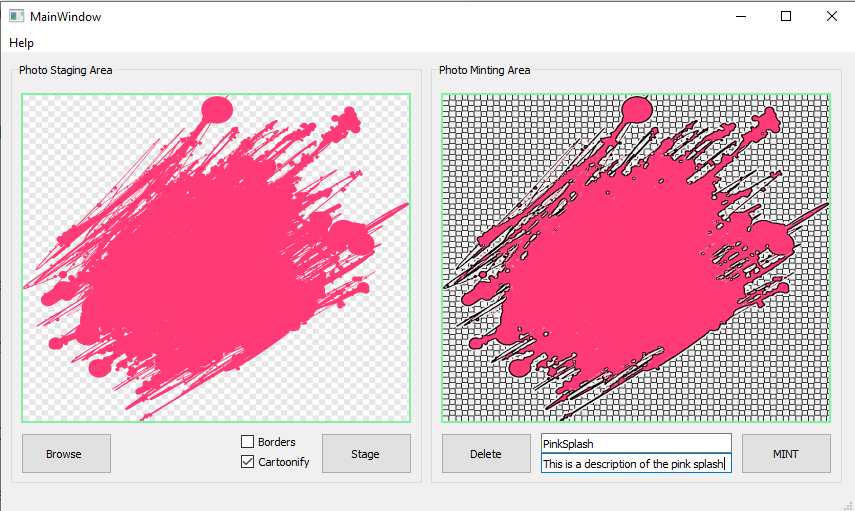 MainWindow
Help
Photo Staging Area
Photo Minting Area
Browse
Borders
Cartoonify
Stage
Delete
PinkSplash
This is a description of the pink splash
MINT